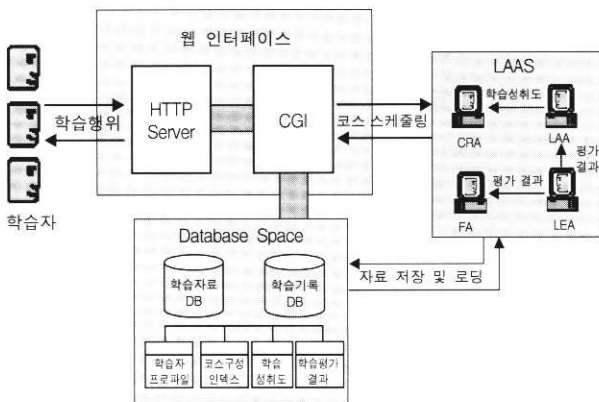 웹 인터페이스
HTTP
Server
CGI
학습행위
학습자
코스 스케줄링
LAAS
학습성취도
CRA
LAA
평가
결과
평가 결과
FA
LEA
Database Space
학습자료
DB
학습기록
DB
자료 저장 및 로딩
학습자
프로파일
코스구성
인덱스
학습
성취도
학습평가
결과